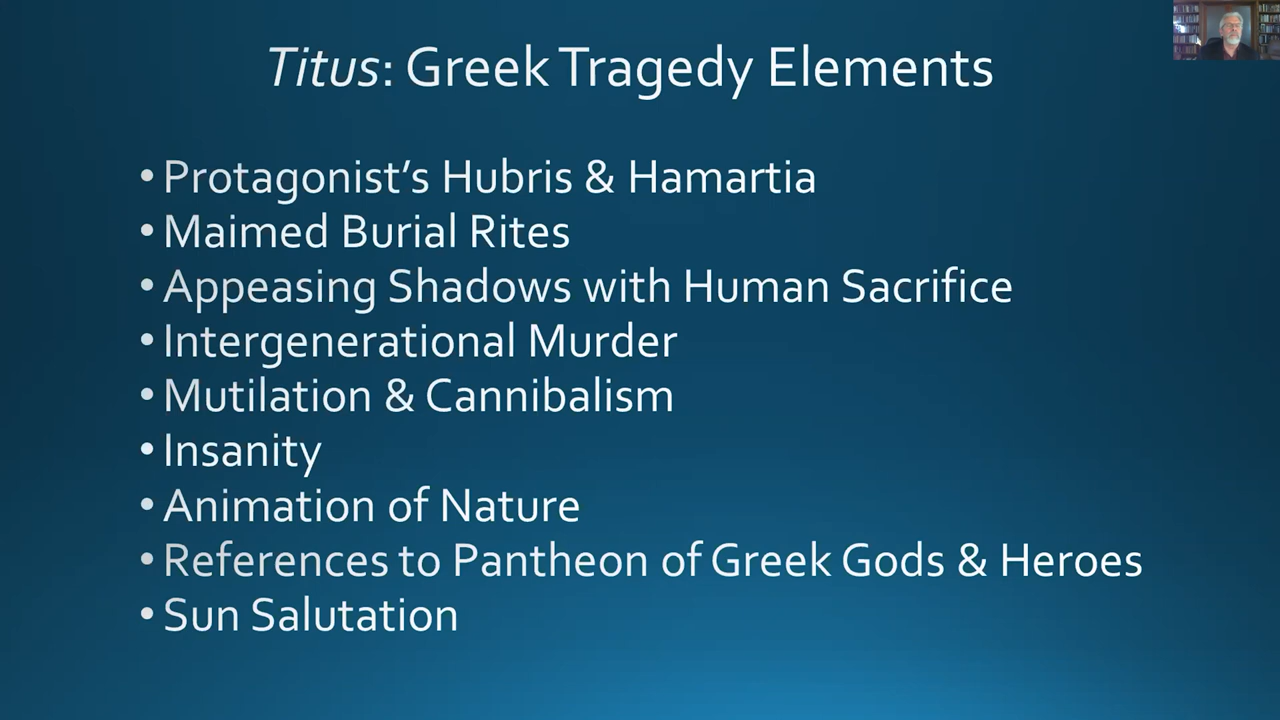 Titus: Greek Tragedy Elements
• Protagonist’s Hubris & Hamartia
• Maimed Burial Rites
• Appeasing Shadows with Human Sacrifice
• Intergenerational Murder
• Mutilation & Cannibalism
• Insanity
• Animation of Nature
• References to Pantheon of Greek Gods & Heroes
• Sun Salutation